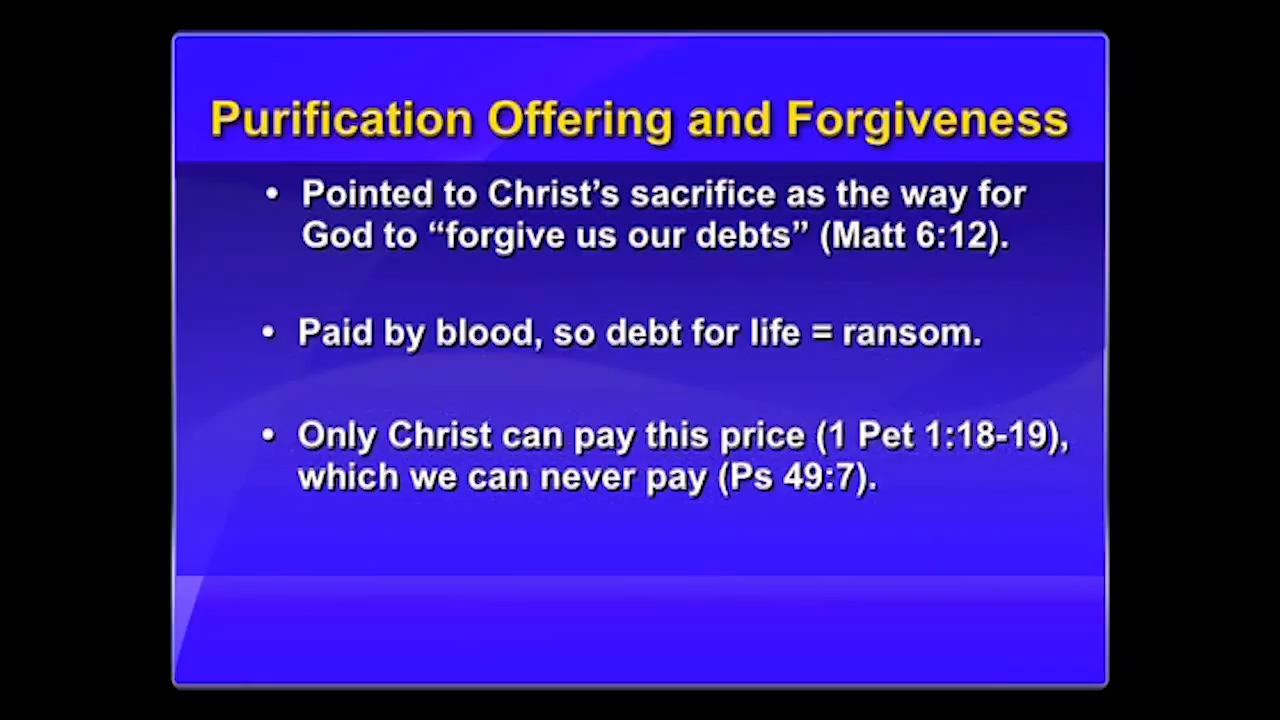 Purification Offering and Forgiveness
• Pointed to Christ’s sacrifice as the way for
God to “forgive us our debts” (Matt 6:12).
• Paid by blood, so debt for life = ransom.
• Only Christ can pay this price (1 Pet 1:18-19),
which we can never pay (Ps 49:7).